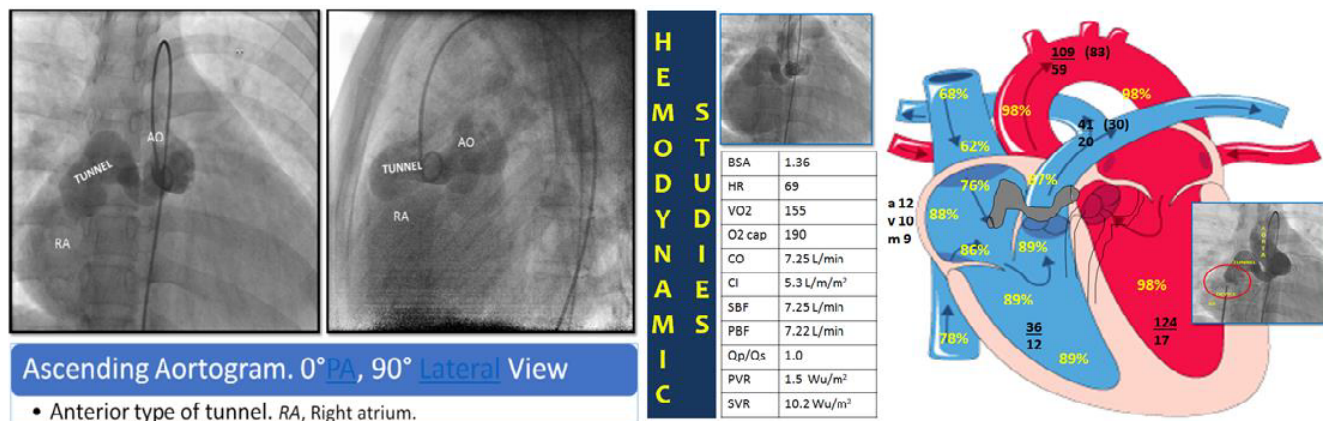 AO
TUNNEL
RA
AO
TUNNEL
RA
Ascending Aortogram. 0° PA, 90° Lateral View
• Anterior type of tunnel. RA, Right atrium.
HEMODYNAMIC
STUDIES
BSA 1.36
HR 69
VO2 155
O2 cap 190
CO 7.25 L/min
CI 5.3 L/m/m²
SBF 7.25 L/min
PBF 7.22 L/min
Qp/Qs 1.0
PVR 1.5 Wu/m²
SVR 10.2 Wu/m²
109 (83)
59
68%
98%
98%
41 (30)
20
62%
76%
87%
a 12
v 10
m 9
88%
86%
89%
98%
89%
36
12
124
17
78%
89%
AORTA
TUNNEL